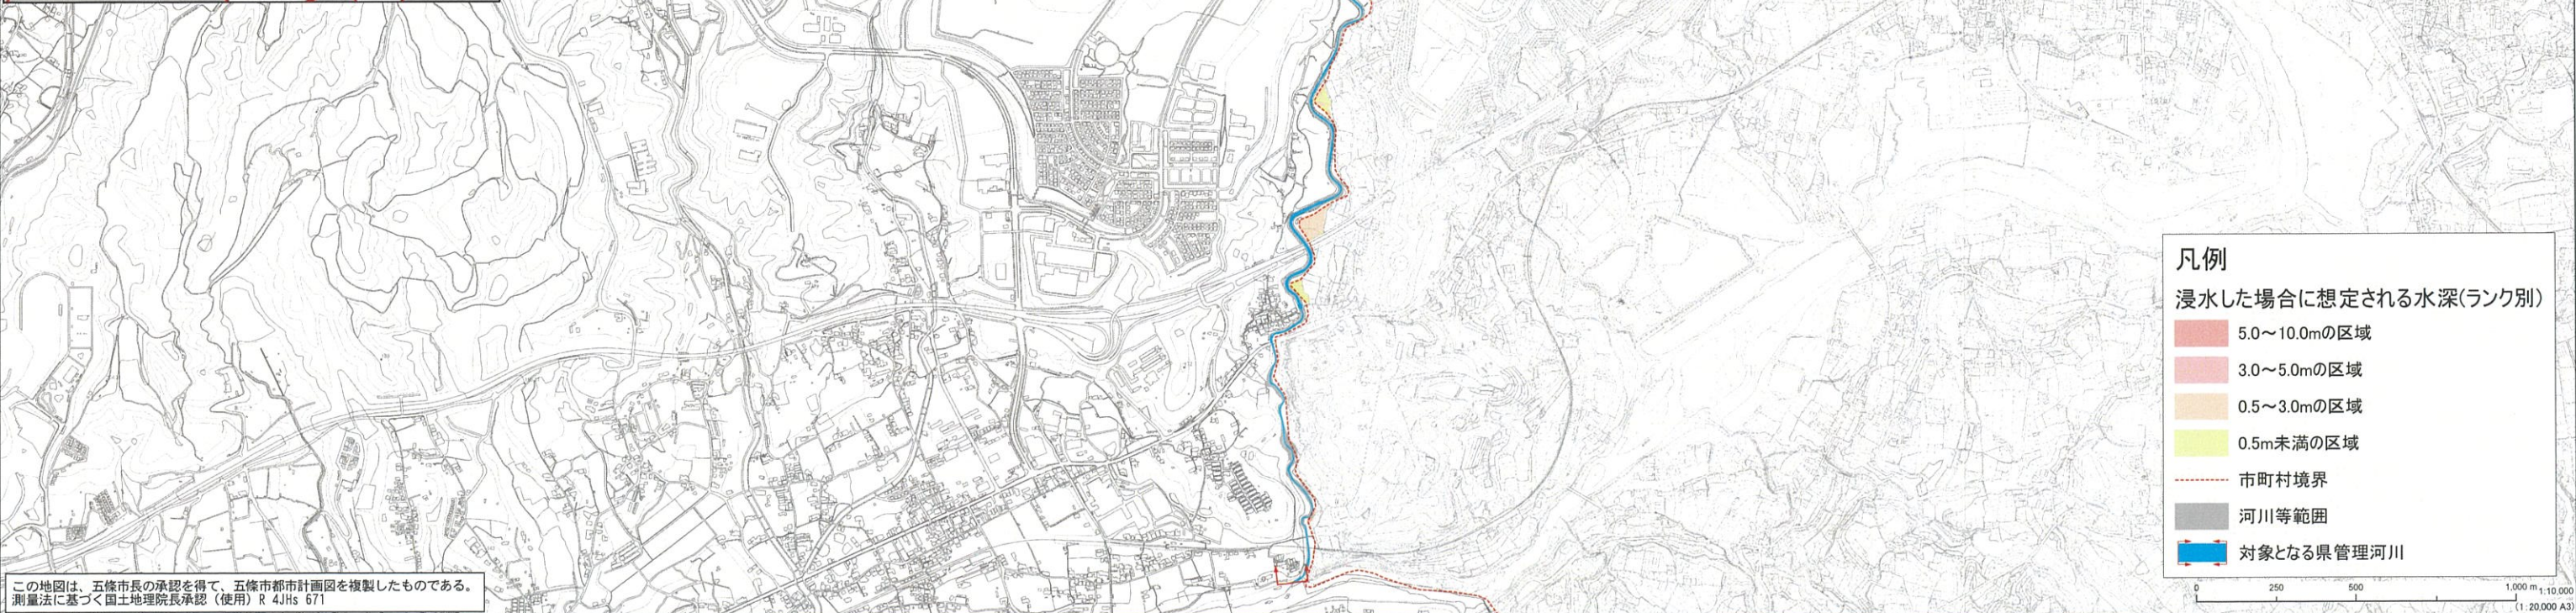 凡例
浸水した場合に想定される水深(ランク別)
5.0～10.0mの区域
3.0～5.0mの区域
0.5～3.0mの区域
0.5m未満の区域
市町村境界
河川等範囲
対象となる県管理河川
この地図は、五條市長の承認を得て、五條市都市計画図を複製したものである。
測量法に基づく国土地理院長承認（使用）R 4JHs 671
0 250 500 1,000 m